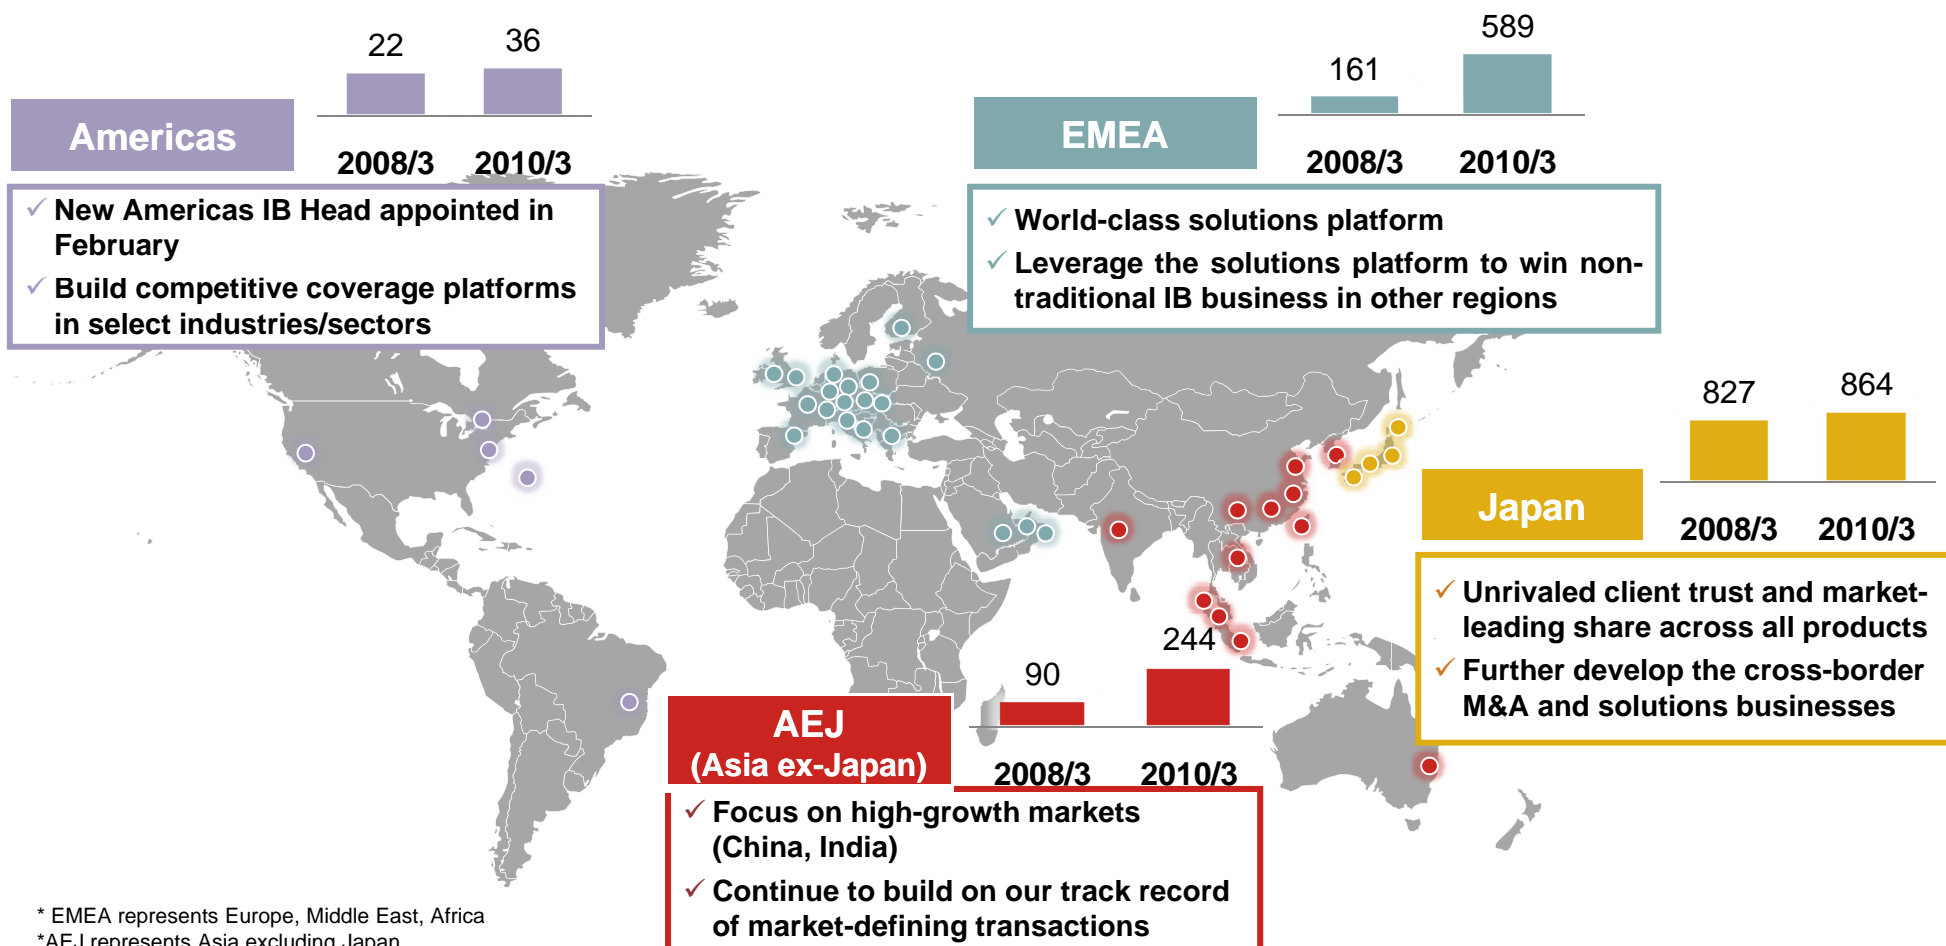 22
36
2008/3
2010/3
Americas
✓ New Americas IB Head appointed in
February
✓ Build competitive coverage platforms
in select industries/sectors
161
589
2008/3
2010/3
EMEA
✓ World-class solutions platform
✓ Leverage the solutions platform to win non-
traditional IB business in other regions
827
864
2008/3
2010/3
Japan
✓ Unrivaled client trust and market-
leading share across all products
✓ Further develop the cross-border
M&A and solutions businesses
90
244
2008/3
2010/3
AEJ
(Asia ex-Japan)
✓ Focus on high-growth markets
(China, India)
✓ Continue to build on our track record
of market-defining transactions
* EMEA represents Europe, Middle East, Africa
*AEJ represents Asia excluding Japan